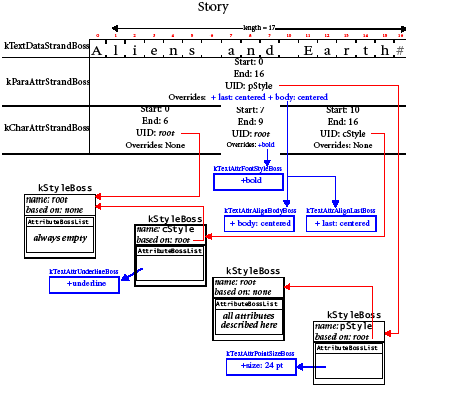 Story
length = 17
0 1 2 3 4 5 6 7 8 9 10 11 12 13 14 15 16
kTextDataStrandBoss A l i e n s a n d E a r t h #
Start: 0
End: 16
kParaAttrStrandBoss UID: pStyle
Overrides: + last: centered + body: centered
Start: 0 Start: 7 Start: 10
End: 6 End: 9 End: 16
kCharAttrStrandBoss UID: root UID: root UID: cStyle
Overrides: None Overrides: +bold Overrides: None
kTextAttrFontStyleBoss
+bold
kStyleBoss
name: root
based on: none
AttributeBossList
always empty
kTextAttrAlignBodyBoss kTextAttrAlignLastBoss
+ body: centered + last: centered
kStyleBoss
name: cStyle
based on: root
AttributeBossList
kTextAttrUnderlineBoss
+underline
kStyleBoss
name: root
based on: none
AttributeBossList
all attributes
described here
kStyleBoss
name: pStyle
based on: root
AttributeBossList
kTextAttrPointSizeBoss
+size: 24 pt